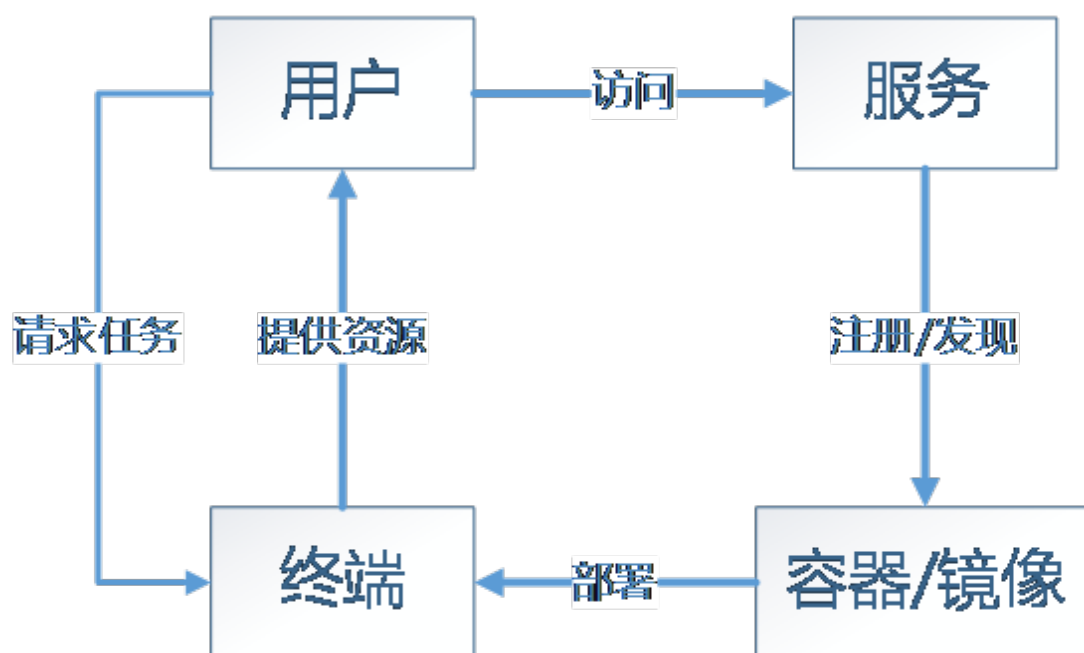 用户
访问
服务
请求任务
提供资源
注册/发现
终端
部署
容器/镜像